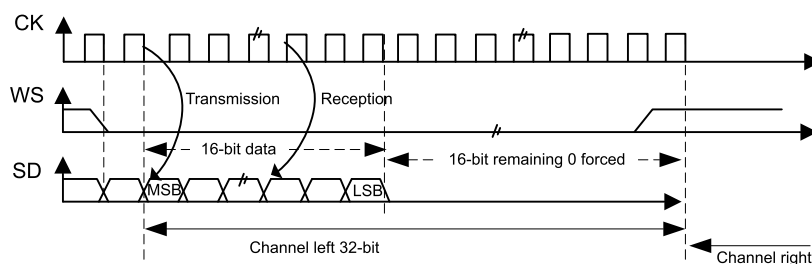 CK
WS
Transmission
Reception
16-bit data
16-bit remaining 0 forced
SD
MSB
LSB
Channel left 32-bit
Channel right